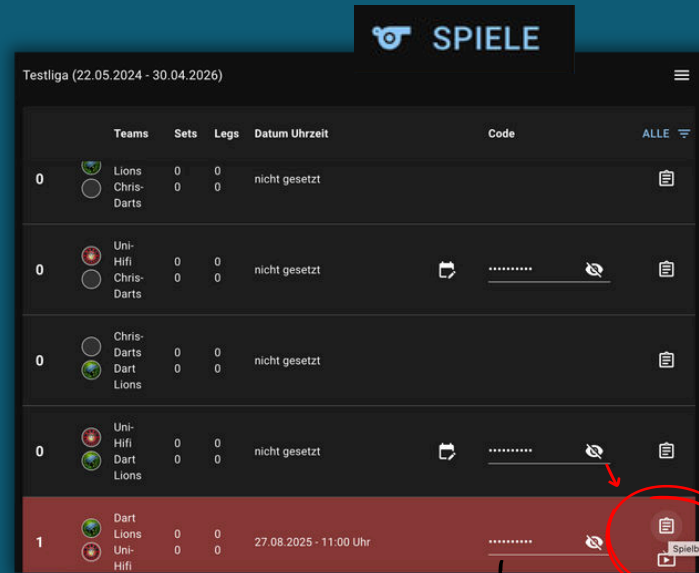 SPIELE
Testliga (22.05.2024 - 30.04.2026)
Teams Sets Legs Datum Uhrzeit Code ALLE
Lions 0 0
0 nicht gesetzt
Chris- 0 0
Darts
Uni-
Hifi 0 0
0 nicht gesetzt ••••••••••
Chris- 0 0
Darts
Chris-
Darts 0 0
0 nicht gesetzt
Dart 0 0
Lions
Uni-
Hifi 0 0
0 nicht gesetzt ••••••••••
Dart 0 0
Lions
Dart
Lions 0 0
1 27.08.2025 - 11:00 Uhr ••••••••••
Uni- 0 0
Hifi